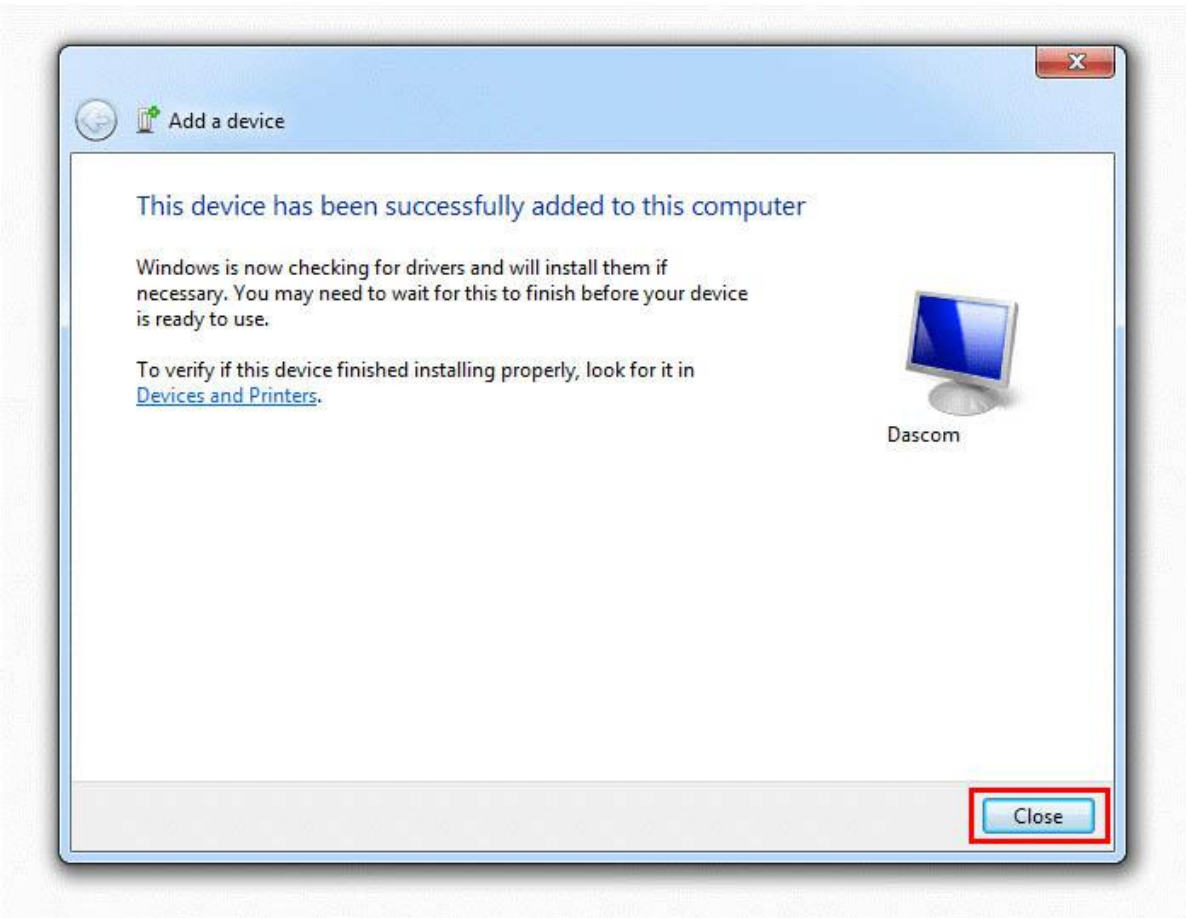 Add a device
This device has been successfully added to this computer
Windows is now checking for drivers and will install them if
necessary. You may need to wait for this to finish before your device
is ready to use.
To verify if this device finished installing properly, look for it in
Devices and Printers.
Dascom
Close